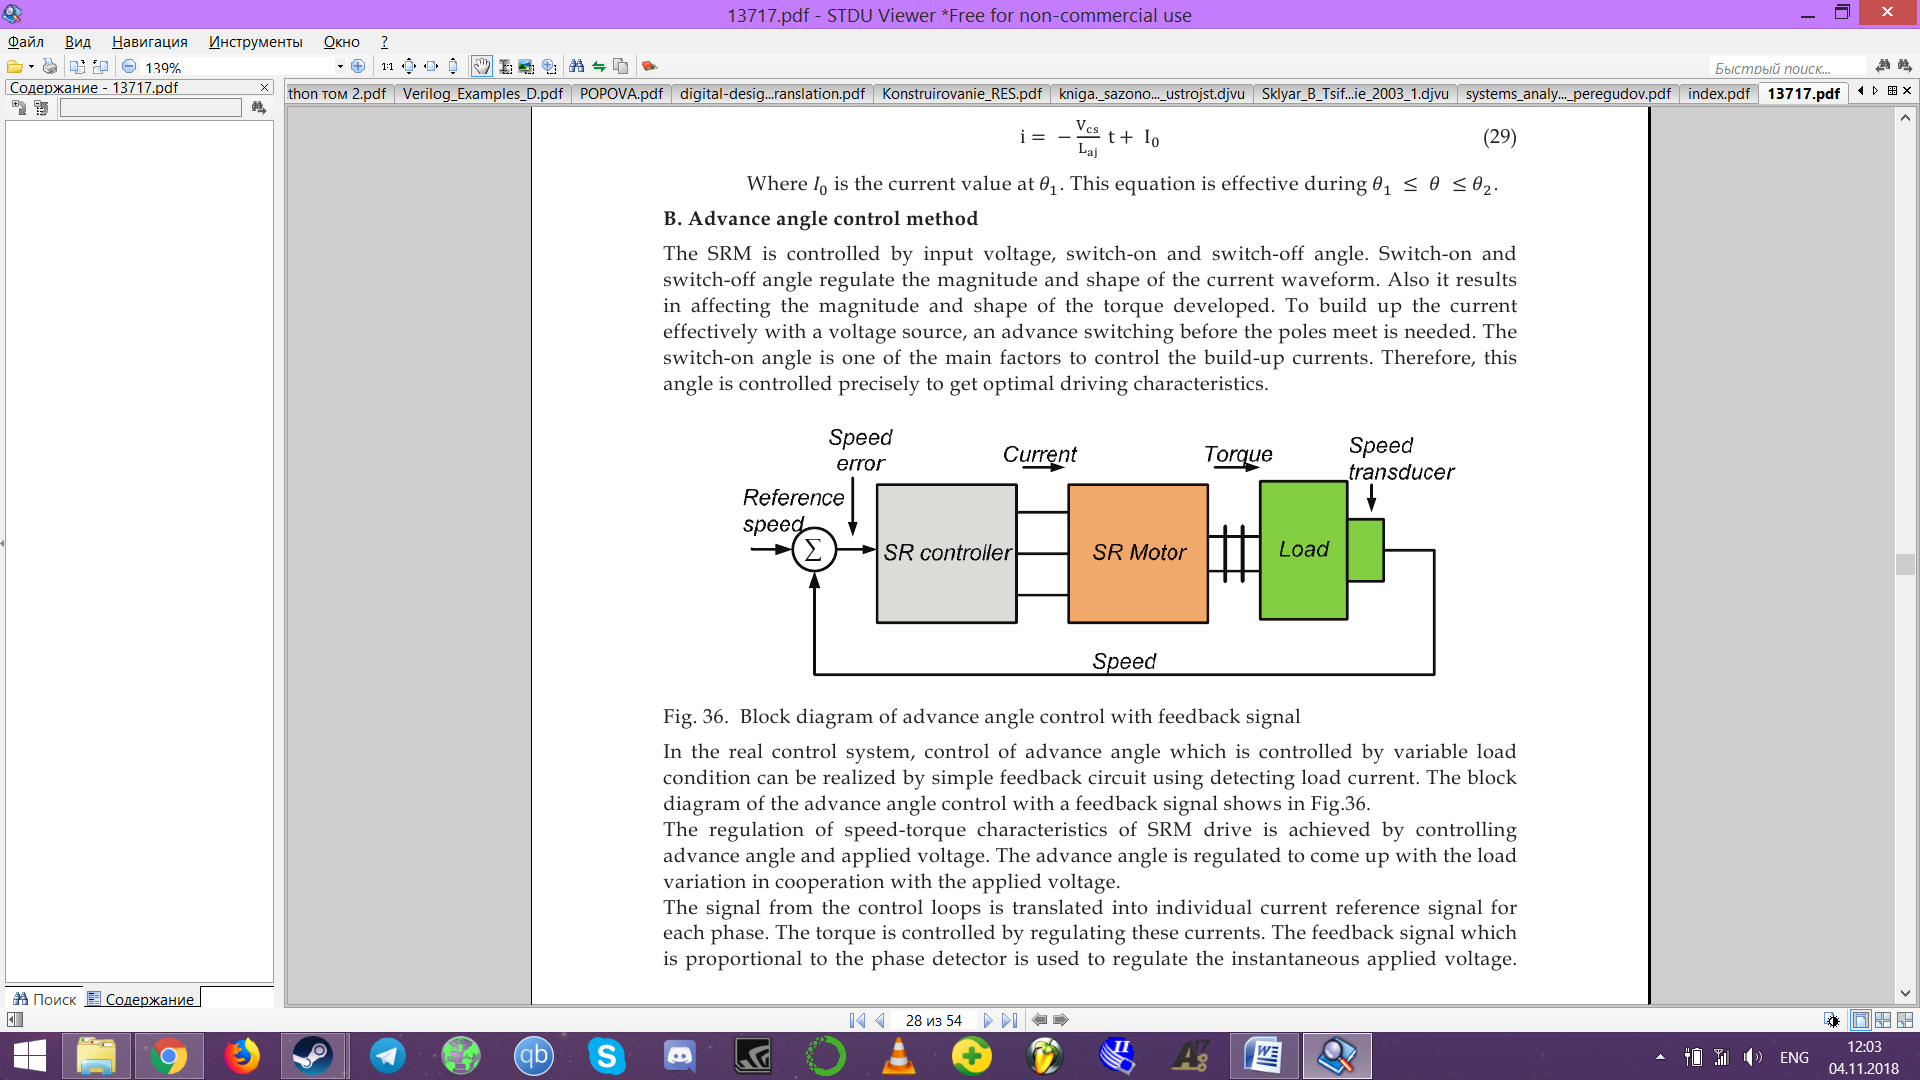 13717.pdf - STDU Viewer *Free for non-commercial use
Файл Вид Навигация Инструменты Окно ?
139%
1:1
Быстрый поиск...
Содержание - 13717.pdf
thon том 2.pdf Verilog_Examples_D.pdf POPOVA.pdf digital-desig...ranslation.pdf Konstruirovanie_RES.pdf kniga._sazono..._ustrojst.djvu Sklyar_B_Tsif...ie_2003_1.djvu systems_analy..._peregudov.pdf index.pdf 13717.pdf
i = − V_cs/L_aj t + I_0 (29)
Where I_0 is the current value at θ_1. This equation is effective during θ_1 ≤ θ ≤ θ_2.
B. Advance angle control method
The SRM is controlled by input voltage, switch-on and switch-off angle. Switch-on and
switch-off angle regulate the magnitude and shape of the current waveform. Also it results
in affecting the magnitude and shape of the torque developed. To build up the current
effectively with a voltage source, an advance switching before the poles meet is needed. The
switch-on angle is one of the main factors to control the build-up currents. Therefore, this
angle is controlled precisely to get optimal driving characteristics.
Speed
error
Current
Torque
Speed
transducer
Reference
speed
Σ
SR controller
SR Motor
Load
Speed
Fig. 36. Block diagram of advance angle control with feedback signal
In the real control system, control of advance angle which is controlled by variable load
condition can be realized by simple feedback circuit using detecting load current. The block
diagram of the advance angle control with a feedback signal shows in Fig.36.
The regulation of speed-torque characteristics of SRM drive is achieved by controlling
advance angle and applied voltage. The advance angle is regulated to come up with the load
variation in cooperation with the applied voltage.
The signal from the control loops is translated into individual current reference signal for
each phase. The torque is controlled by regulating these currents. The feedback signal which
is proportional to the phase detector is used to regulate the instantaneous applied voltage.
Поиск Содержание
28 из 54
qb
ENG
12:03
04.11.2018